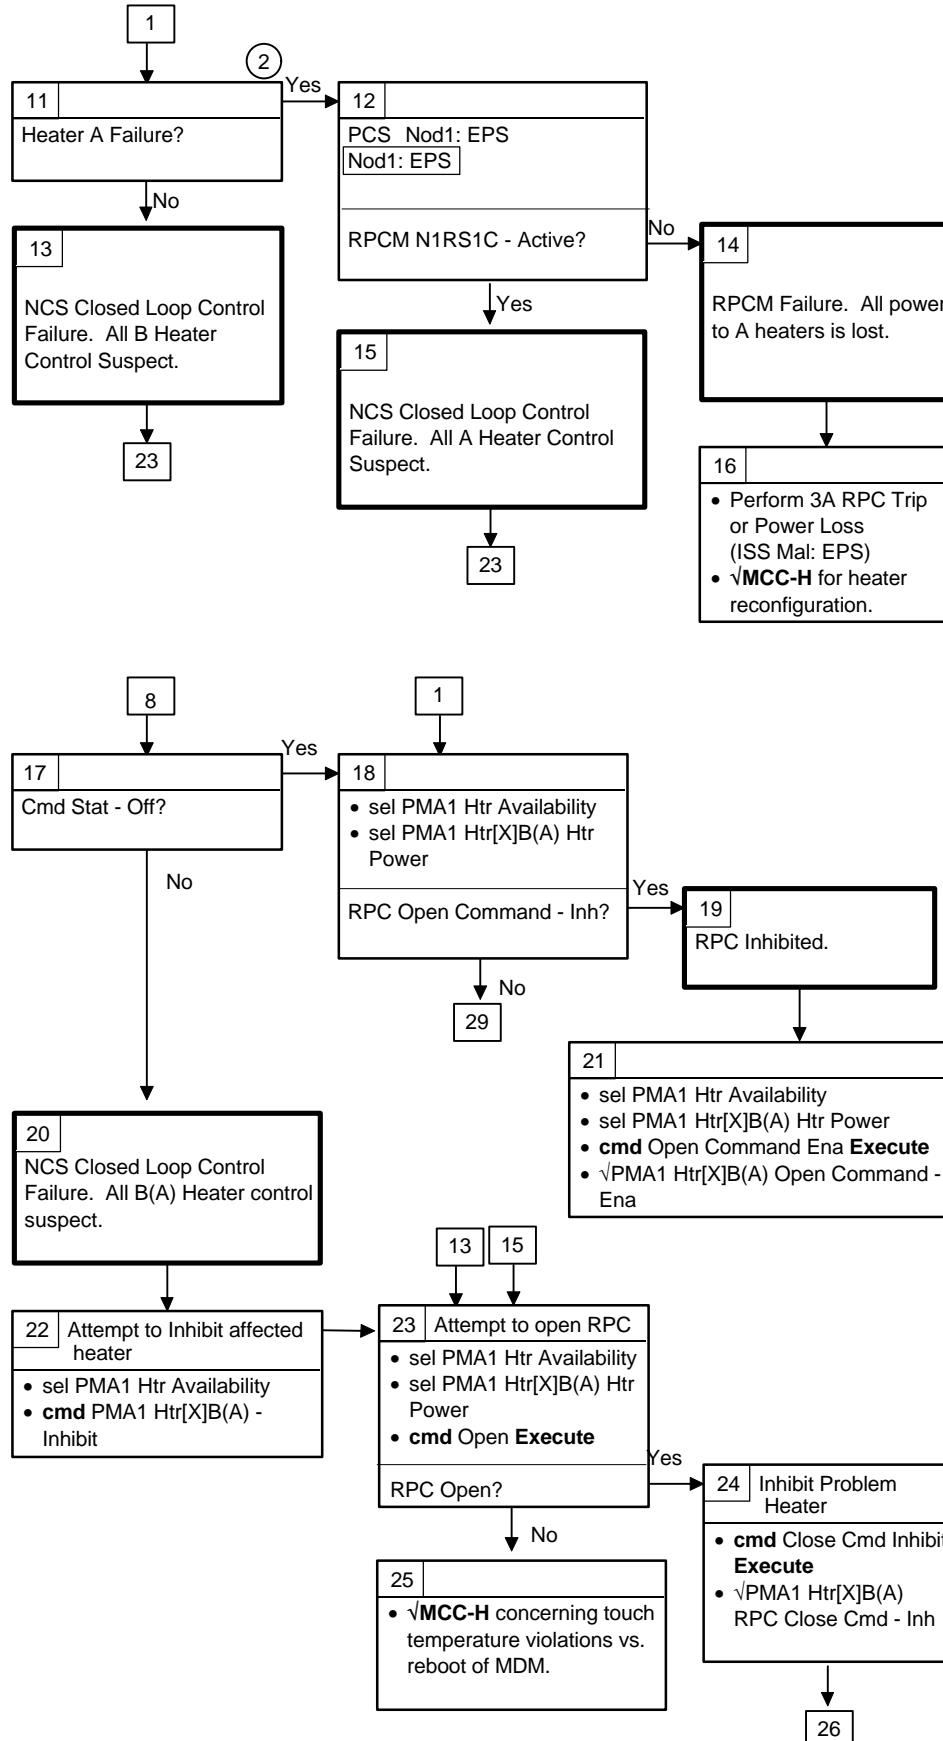 1
2
Yes
11
Heater A Failure?
12
PCS Nod1: EPS
Nod1: EPS
RPCM N1RS1C - Active?
No
No
Yes
13
NCS Closed Loop Control
Failure. All B Heater
Control Suspect.
23
14
RPCM Failure. All power
to A heaters is lost.
15
NCS Closed Loop Control
Failure. All A Heater Control
Suspect.
23
16
• Perform 3A RPC Trip
or Power Loss
(ISS Mal: EPS)
• √MCC-H for heater
reconfiguration.
8
1
17
Cmd Stat - Off?
Yes
No
18
• sel PMA1 Htr Availability
• sel PMA1 Htr[X]B(A) Htr
Power
RPC Open Command - Inh?
Yes
No
29
19
RPC Inhibited.
21
• sel PMA1 Htr Availability
• sel PMA1 Htr[X]B(A) Htr Power
• cmd Open Command Ena Execute
• √PMA1 Htr[X]B(A) Open Command -
Ena
20
NCS Closed Loop Control
Failure. All B(A) Heater control
suspect.
13
15
22 Attempt to Inhibit affected
heater
• sel PMA1 Htr Availability
• cmd PMA1 Htr[X]B(A) -
Inhibit
23 Attempt to open RPC
• sel PMA1 Htr Availability
• sel PMA1 Htr[X]B(A) Htr
Power
• cmd Open Execute
RPC Open?
Yes
No
24 Inhibit Problem
Heater
• cmd Close Cmd Inhibit
Execute
• √PMA1 Htr[X]B(A)
RPC Close Cmd - Inh
25
• √MCC-H concerning touch
temperature violations vs.
reboot of MDM.
26